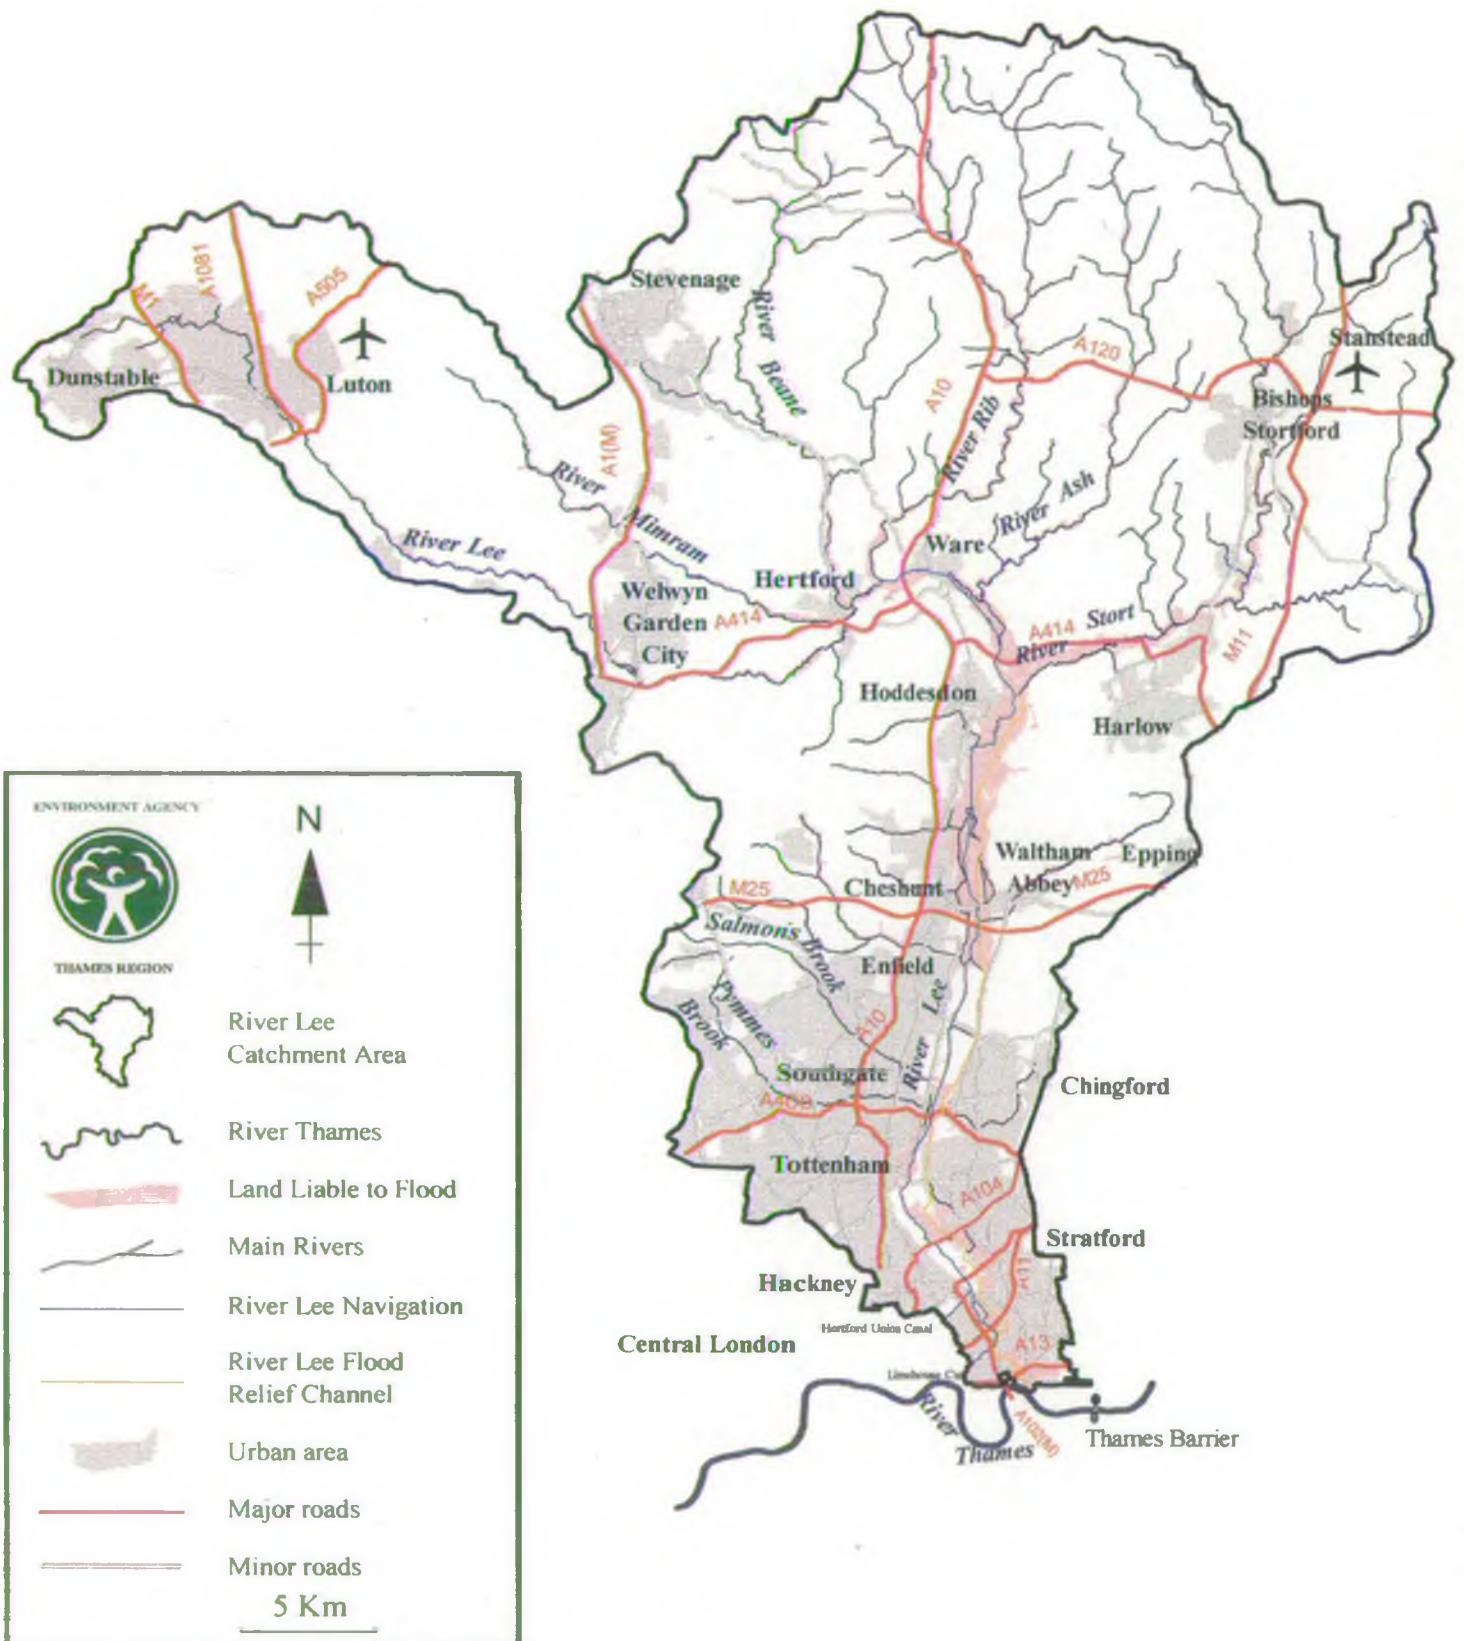 Stevenage
River
Beane
A1081
M1
A505
Dunstable
Luton
A10
A120
Stanstead
Bishops
Stortford
River Rib
A1(M)
River
Mimram
River Lee
River Ash
Ware
Hertford
Welwyn
Garden
City
A414
A414
River
Stort
M11
Hoddesdon
Harlow
Waltham
Abbey
Epping
Cheshunt
M25
M25
Salmon's Brook
Enfield
Pymmes
Brook
A10
River Lee
Southgate
Chingford
Tottenham
A104
Stratford
Hackney
A11
Hertford Union Canal
Central London
A13
River
Thames
A102(M)
Thames Barrier
ENVIRONMENT AGENCY
THAMES REGION
N
River Lee
Catchment Area
River Thames
Land Liable to Flood
Main Rivers
River Lee Navigation
River Lee Flood
Relief Channel
Urban area
Major roads
Minor roads
5 Km